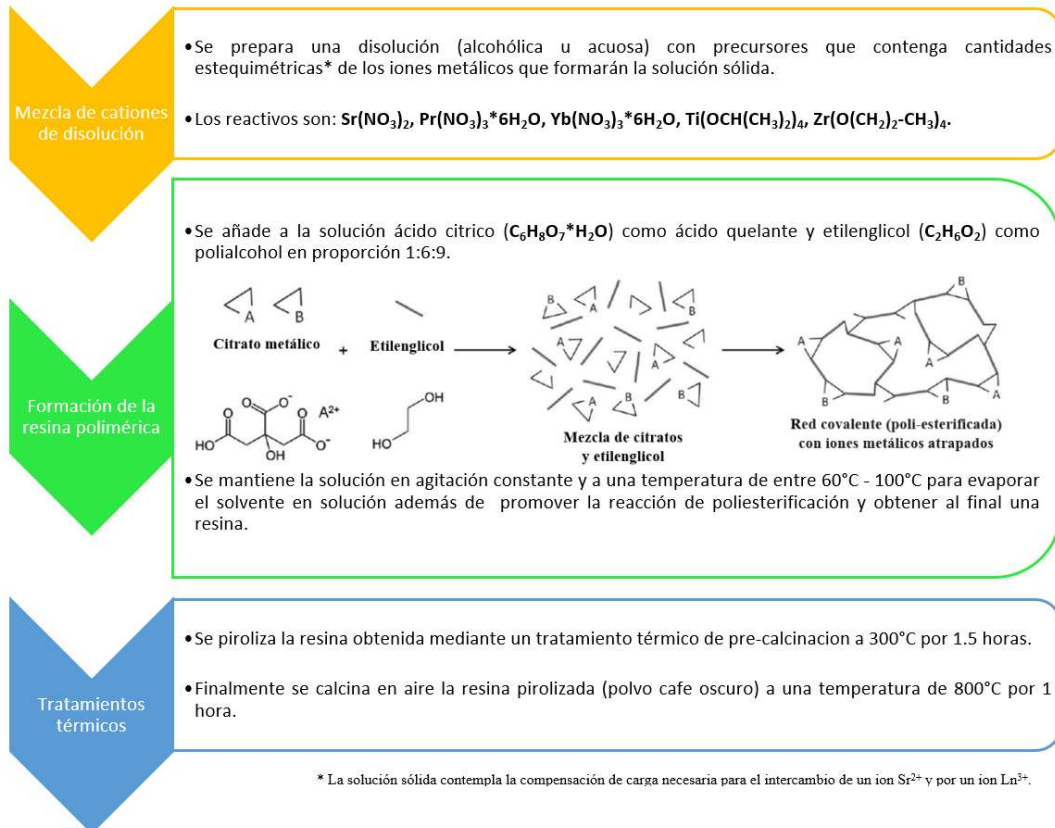 Mezcla de cationes
de disolución
•Se prepara una disolución (alcohólica u acuosa) con precursores que contenga cantidades
estequimétricas* de los iones metálicos que formarán la solución sólida.
•Los reactivos son: Sr(NO₃)₂, Pr(NO₃)₃*6H₂O, Yb(NO₃)₃*6H₂O, Ti(OCH(CH₃)₂)₄, Zr(O(CH₂)₂-CH₃)₄.
Formación de la
resina polimérica
•Se añade a la solución ácido citrico (C₆H₈O₇*H₂O) como ácido quelante y etilenglicol (C₂H₆O₂) como
polialcohol en proporción 1:6:9.
A B
Citrato metálico + Etilenglicol
O O O⁻ O A²⁺
HO OH O⁻
OH
HO
B A B
A A
A B B
Mezcla de citratos
y etilenglicol
B
A A
A
B B A
Red covalente (poli-esterificada)
con iones metálicos atrapados
•Se mantiene la solución en agitación constante y a una temperatura de entre 60°C - 100°C para evaporar
el solvente en solución además de promover la reacción de poliesterificación y obtener al final una
resina.
Tratamientos
térmicos
•Se piroliza la resina obtenida mediante un tratamiento térmico de pre-calcinacion a 300°C por 1.5 horas.
•Finalmente se calcina en aire la resina pirolizada (polvo cafe oscuro) a una temperatura de 800°C por 1
hora.
* La solución sólida contempla la compensación de carga necesaria para el intercambio de un ion Sr²⁺ y por un ion Ln³⁺.